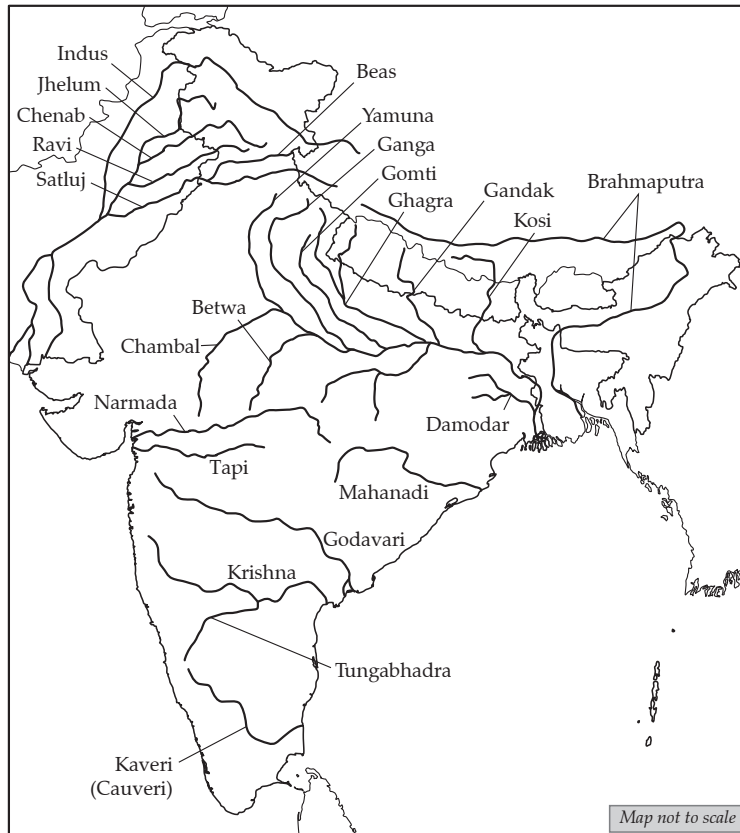 Indus
Jhelum
Chenab
Ravi
Satluj
Beas
Yamuna
Ganga
Gomti
Ghagra
Gandak
Kosi
Brahmaputra
Betwa
Chambal
Narmada
Tapi
Damodar
Mahanadi
Godavari
Krishna
Tungabhadra
Kaveri
(Cauveri)
Map not to scale